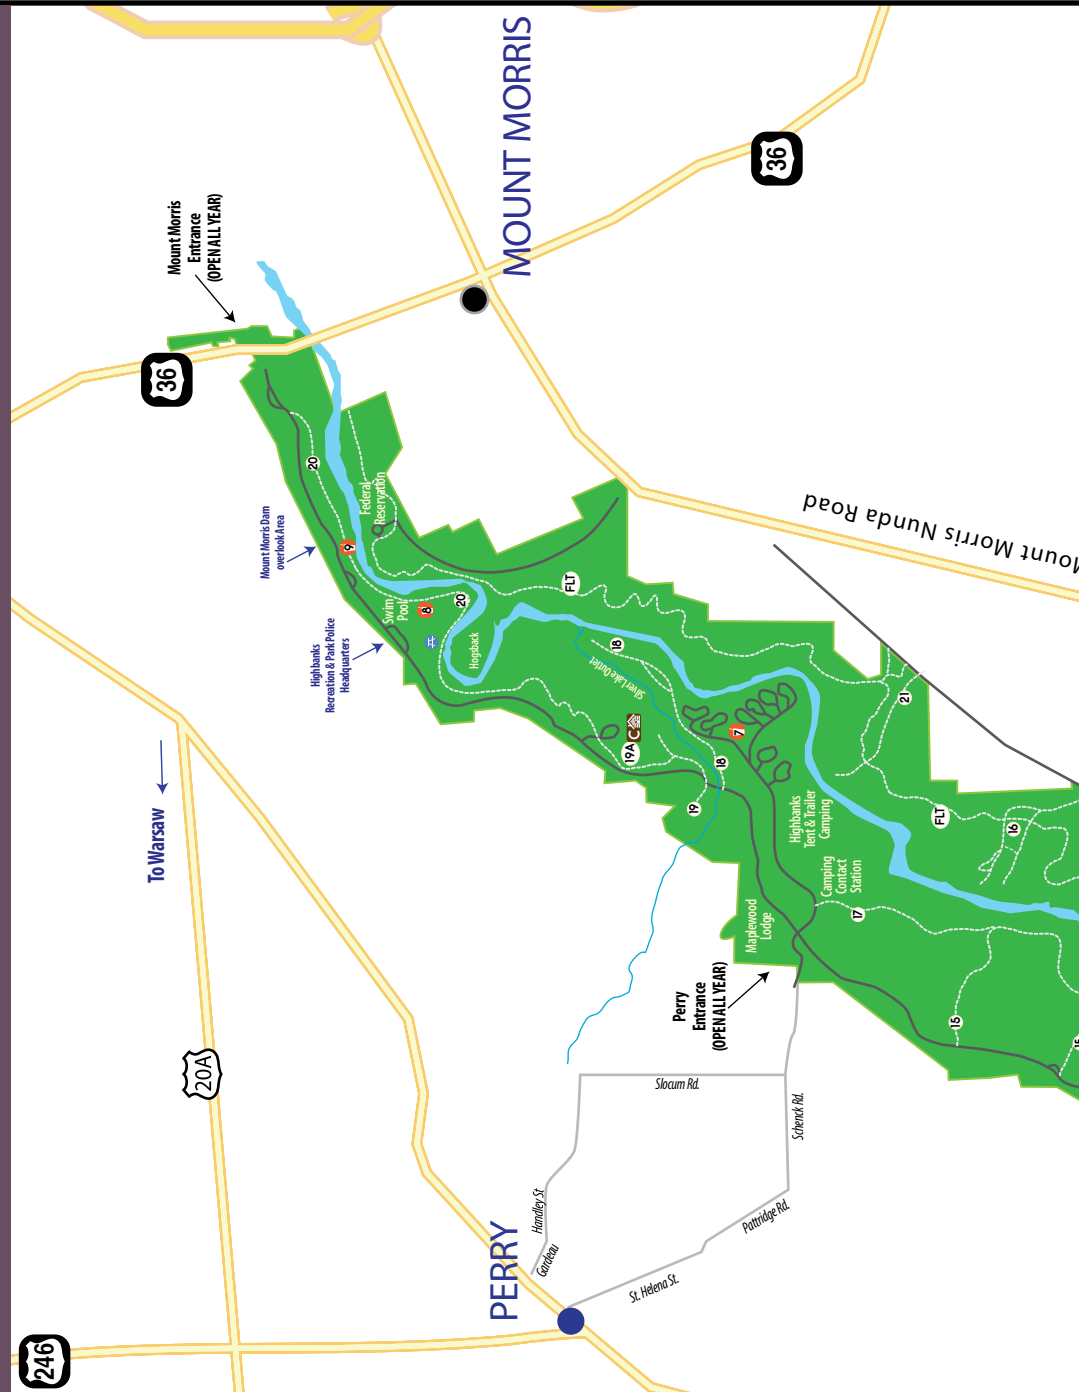 MOUNT MORRIS
36
Mount Morris
Entrance
(OPEN ALL YEAR)
36
20
Mount Morris Dam
overlook Area
Federal
Reservation
9
Mount Morris Nunda Road
Swim
Pool
8
20
FLT
Highbanks
Recreation & Park Police
Headquarters
Hogsback
18
Silver Lake Outlet
21
19A
C
7
18
19
To Warsaw
Highbanks
Tent & Trailer
Camping
FLT
16
Camping
Contact
Station
17
Maplewood
Lodge
Perry
Entrance
(OPEN ALL YEAR)
15
15
20A
Slocum Rd.
Schenck Rd.
Handley St
Gardeau
Pattridge Rd.
St. Helena St.
PERRY
246